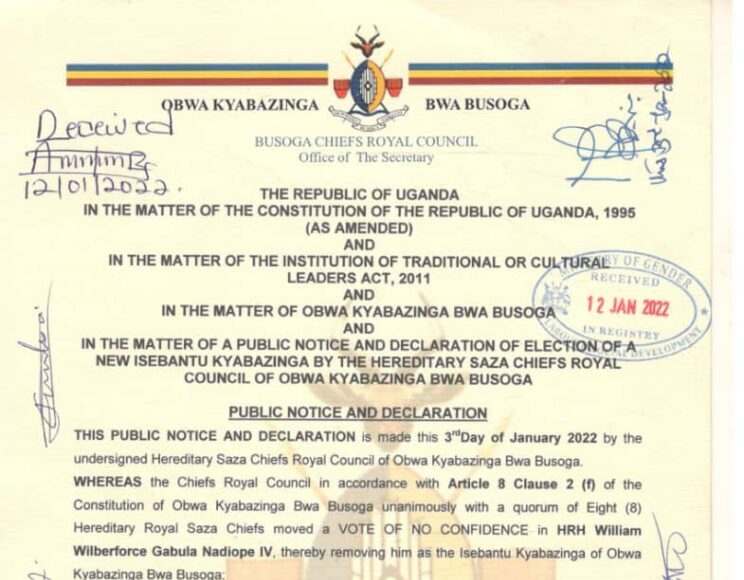 OBWA KYABAZINGA BWA BUSOGA
BUSOGA CHIEFS ROYAL COUNCIL
Office of The Secretary
Received
12/01/2022.
THE REPUBLIC OF UGANDA
IN THE MATTER OF THE CONSTITUTION OF THE REPUBLIC OF UGANDA, 1995
(AS AMENDED)
AND
IN THE MATTER OF THE INSTITUTION OF TRADITIONAL OR CULTURAL
LEADERS ACT, 2011
AND
IN THE MATTER OF OBWA KYABAZINGA BWA BUSOGA
AND
IN THE MATTER OF A PUBLIC NOTICE AND DECLARATION OF ELECTION OF A
NEW ISEBANTU KYABAZINGA BY THE HEREDITARY SAZA CHIEFS ROYAL
COUNCIL OF OBWA KYABAZINGA BWA BUSOGA
MINISTRY OF GENDER
RECEIVED
12 JAN 2022
IN REGISTRY
LABOUR SOCIAL DEVELOPMENT
PUBLIC NOTICE AND DECLARATION
THIS PUBLIC NOTICE AND DECLARATION is made this 3rdDay of January 2022 by the
undersigned Hereditary Saza Chiefs Royal Council of Obwa Kyabazinga Bwa Busoga.
WHEREAS the Chiefs Royal Council in accordance with Article 8 Clause 2 (f) of the
Constitution of Obwa Kyabazinga Bwa Busoga unanimously with a quorum of Eight (8)
Hereditary Royal Saza Chiefs moved a VOTE OF NO CONFIDENCE in HRH William
Wilberforce Gabula Nadiope IV, thereby removing him as the Isebantu Kyabazinga of Obwa
Kyabazinga Bwa Busoga;